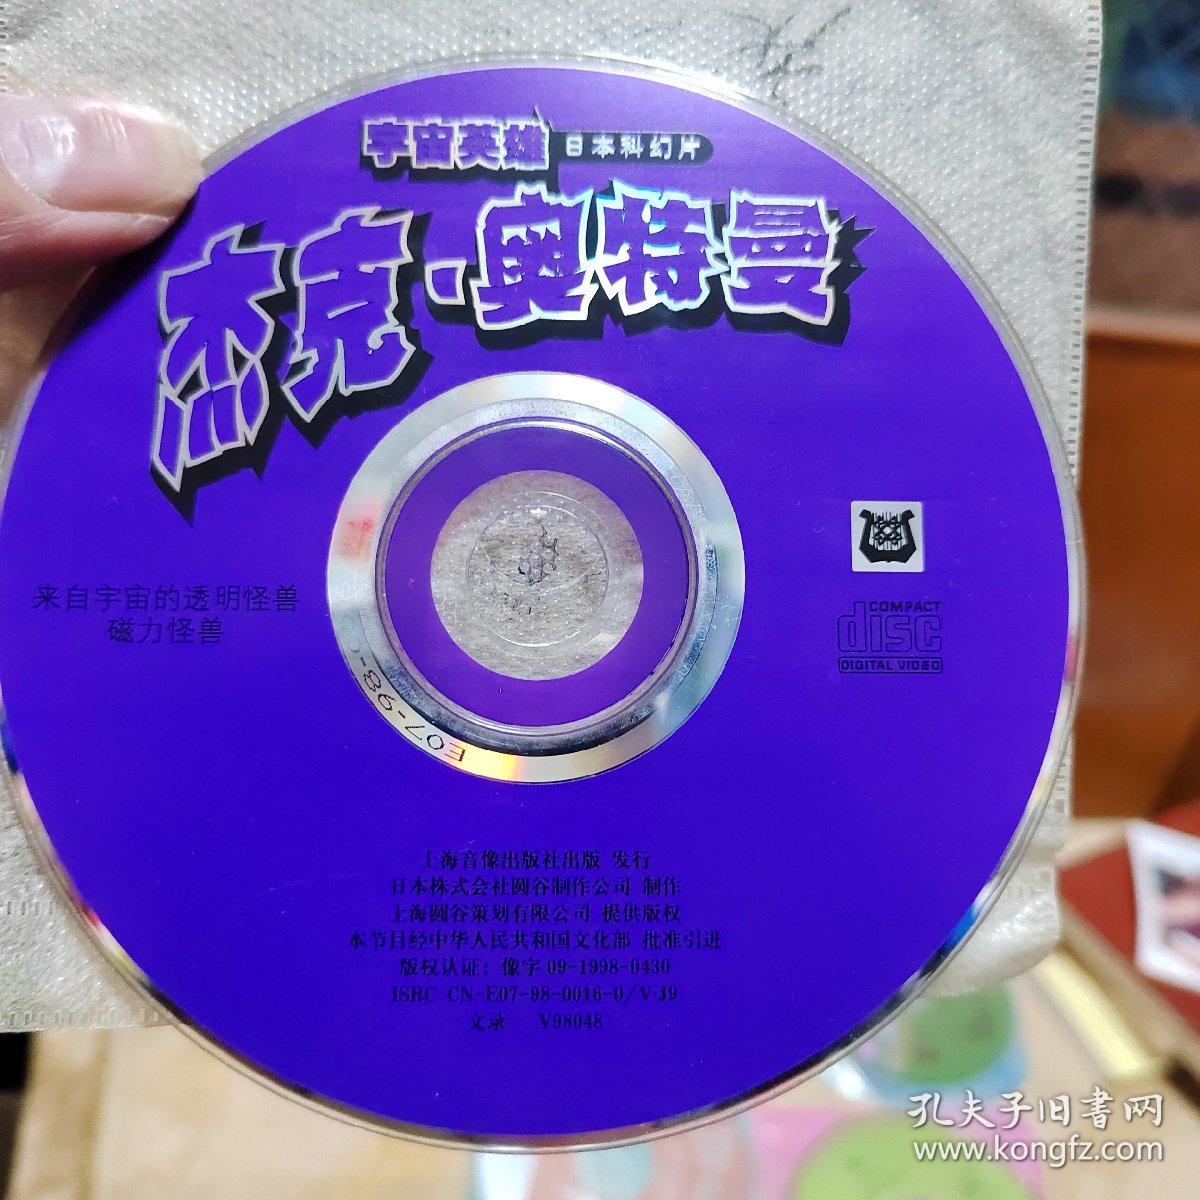 宇宙英雄 日本科幻片
杰克·奥特曼
来自宇宙的透明怪兽
磁力怪兽
COMPACT
disc
DIGITAL VIDEO
E07-98-
上海音像出版社出版 发行
日本株式会社圆谷制作公司 制作
上海圆谷策划有限公司 提供版权
本节目经中华人民共和国文化部 批准引进
版权认证：像字 09-1998-0430
ISRC CN-E07-98-0016-0/V·J9
文录 V98048
孔夫子旧書网
www.kongfz.com